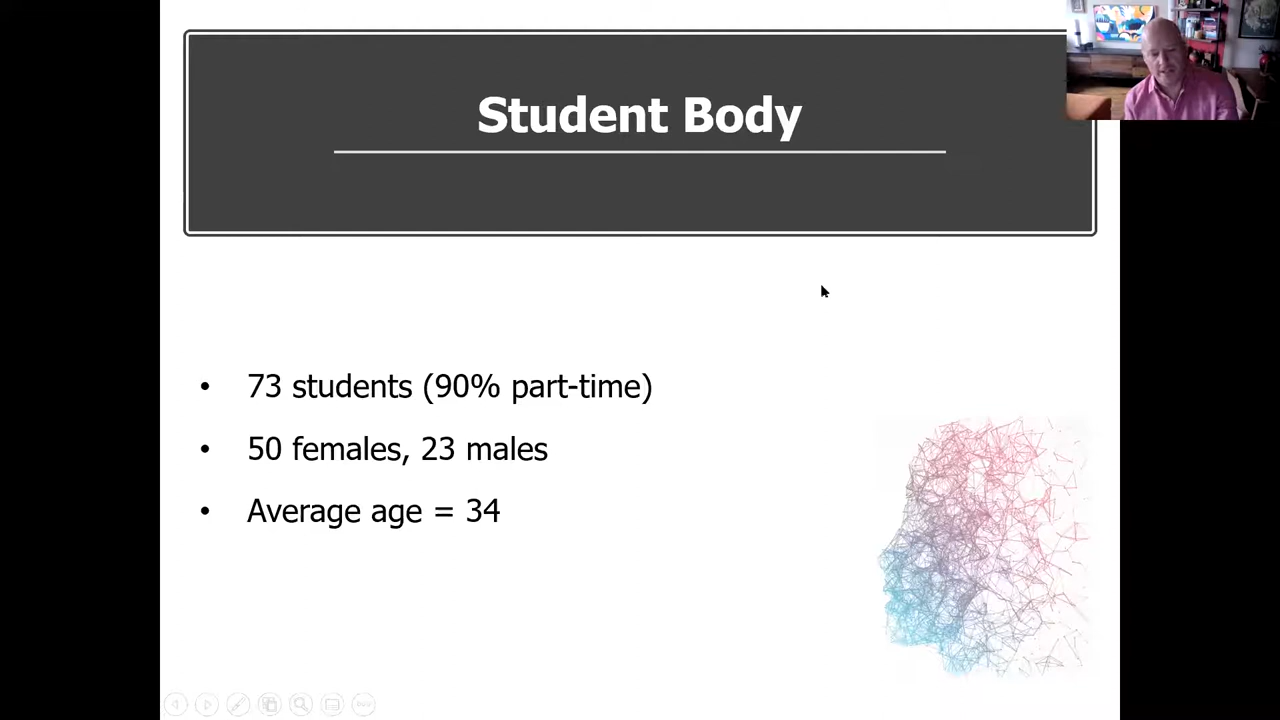 Student Body
• 73 students (90% part-time)
• 50 females, 23 males
• Average age = 34